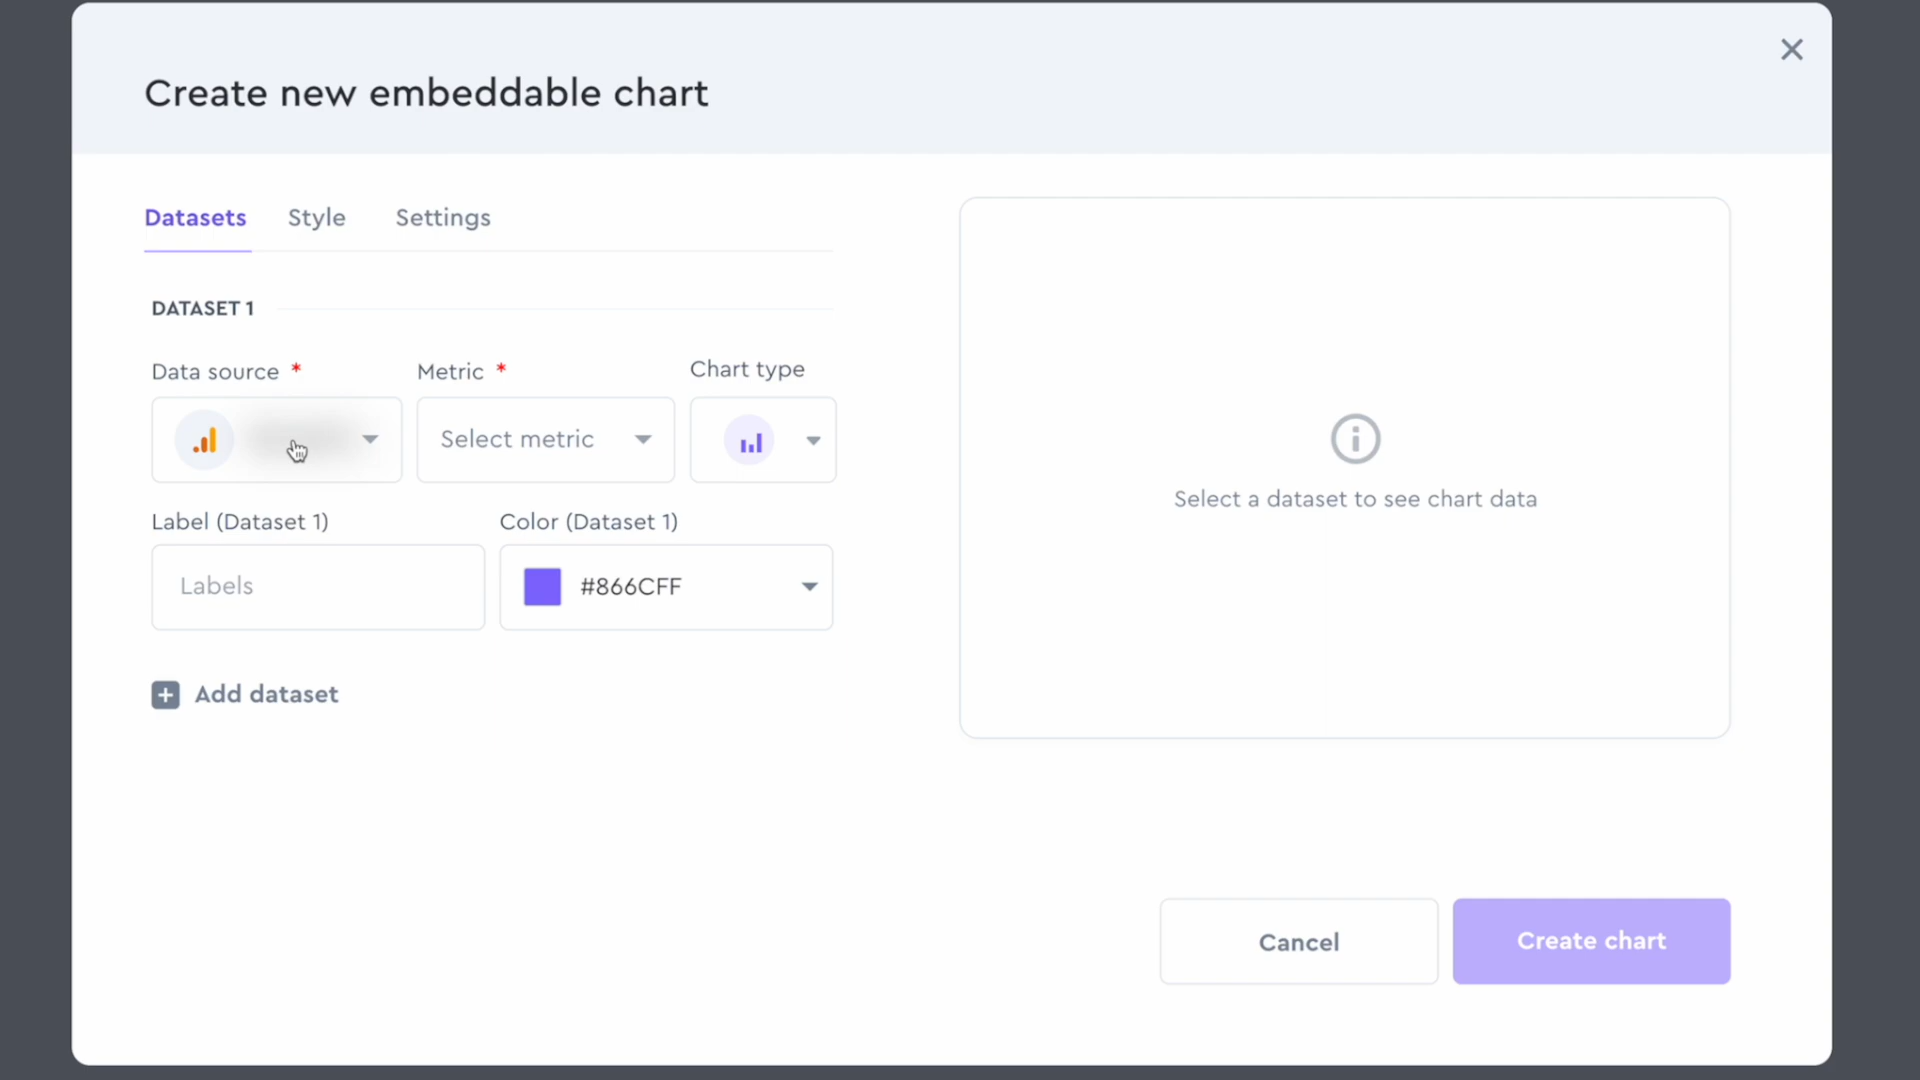 Create new embeddable chart
Datasets Style Settings
DATASET 1
Data source * Metric * Chart type
Select metric
Label (Dataset 1) Color (Dataset 1)
Labels #866CFF
Add dataset
Select a dataset to see chart data
Cancel Create chart